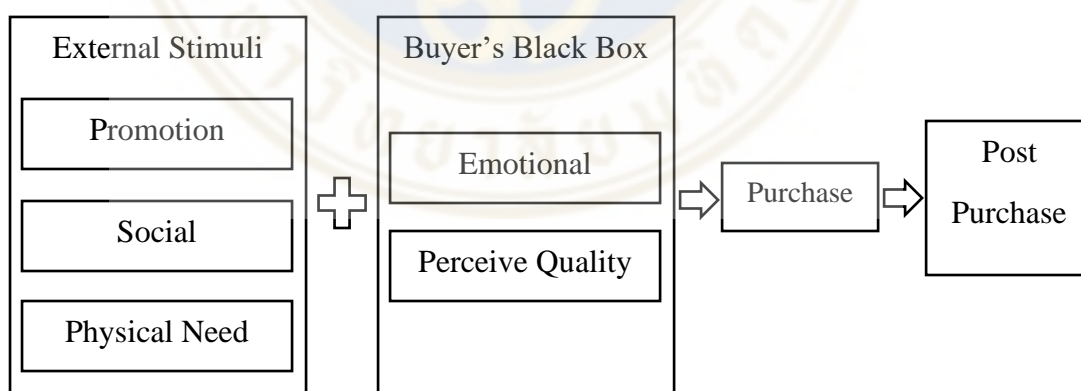 External Stimuli
Promotion
Social
Physical Need
Buyer's Black Box
Emotional
Perceive Quality
Purchase
Post
Purchase